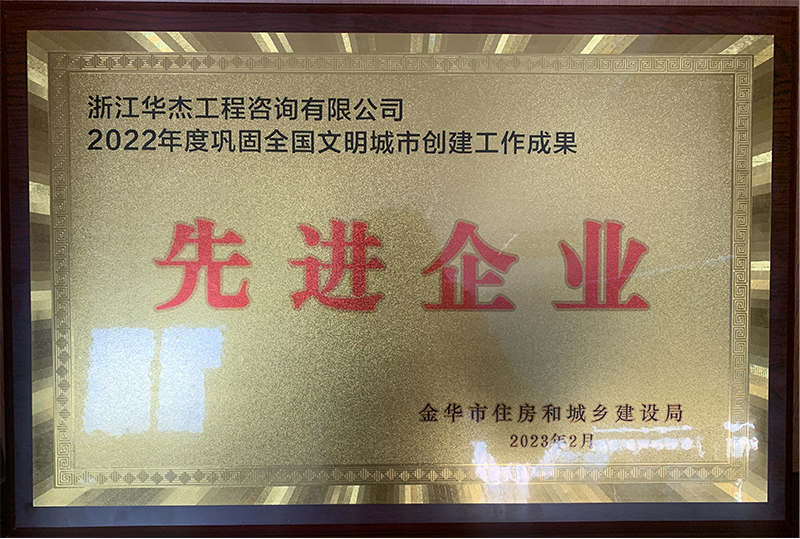 浙江华杰工程咨询有限公司
2022年度巩固全国文明城市创建工作成果
先进企业
金华市住房和城乡建设局
2023年2月